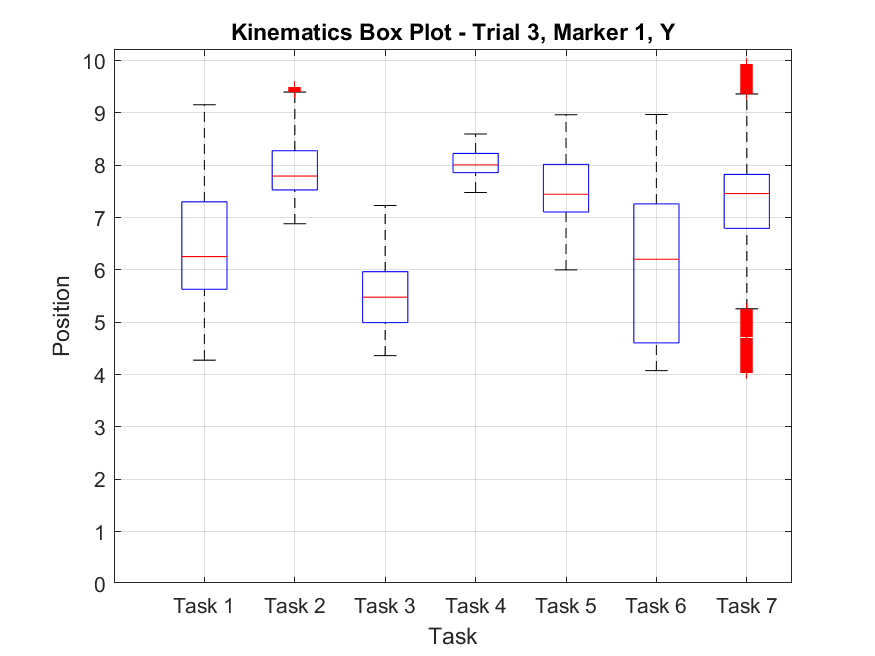 Kinematics Box Plot - Trial 3, Marker 1, Y
10
9
8
7
6
5
4
3
2
1
0
Position
Task 1 Task 2 Task 3 Task 4 Task 5 Task 6 Task 7
Task